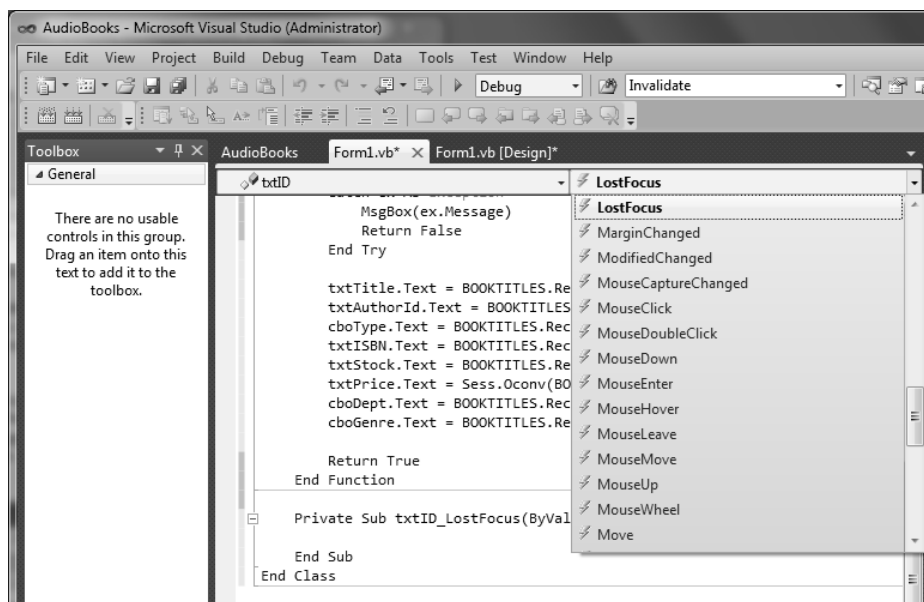 AudioBooks - Microsoft Visual Studio (Administrator)
File Edit View Project Build Debug Team Data Tools Test Window Help
Debug Invalidate
Toolbox
AudioBooks Form1.vb* Form1.vb [Design]*
General
txtID LostFocus
There are no usable
controls in this group.
Drag an item onto this
text to add it to the
toolbox.
MsgBox(ex.Message)
Return False
End Try
txtTitle.Text = BOOKTITLES.Re
txtAuthorId.Text = BOOKTITLES
cboType.Text = BOOKTITLES.Rec
txtISBN.Text = BOOKTITLES.Rec
txtStock.Text = BOOKTITLES.Re
txtPrice.Text = Sess.Oconv(BO
cboDept.Text = BOOKTITLES.Rec
cboGenre.Text = BOOKTITLES.Re
Return True
End Function
Private Sub txtID_LostFocus(ByVal
End Sub
End Class
LostFocus
MarginChanged
ModifiedChanged
MouseCaptureChanged
MouseClick
MouseDoubleClick
MouseDown
MouseEnter
MouseHover
MouseLeave
MouseMove
MouseUp
MouseWheel
Move